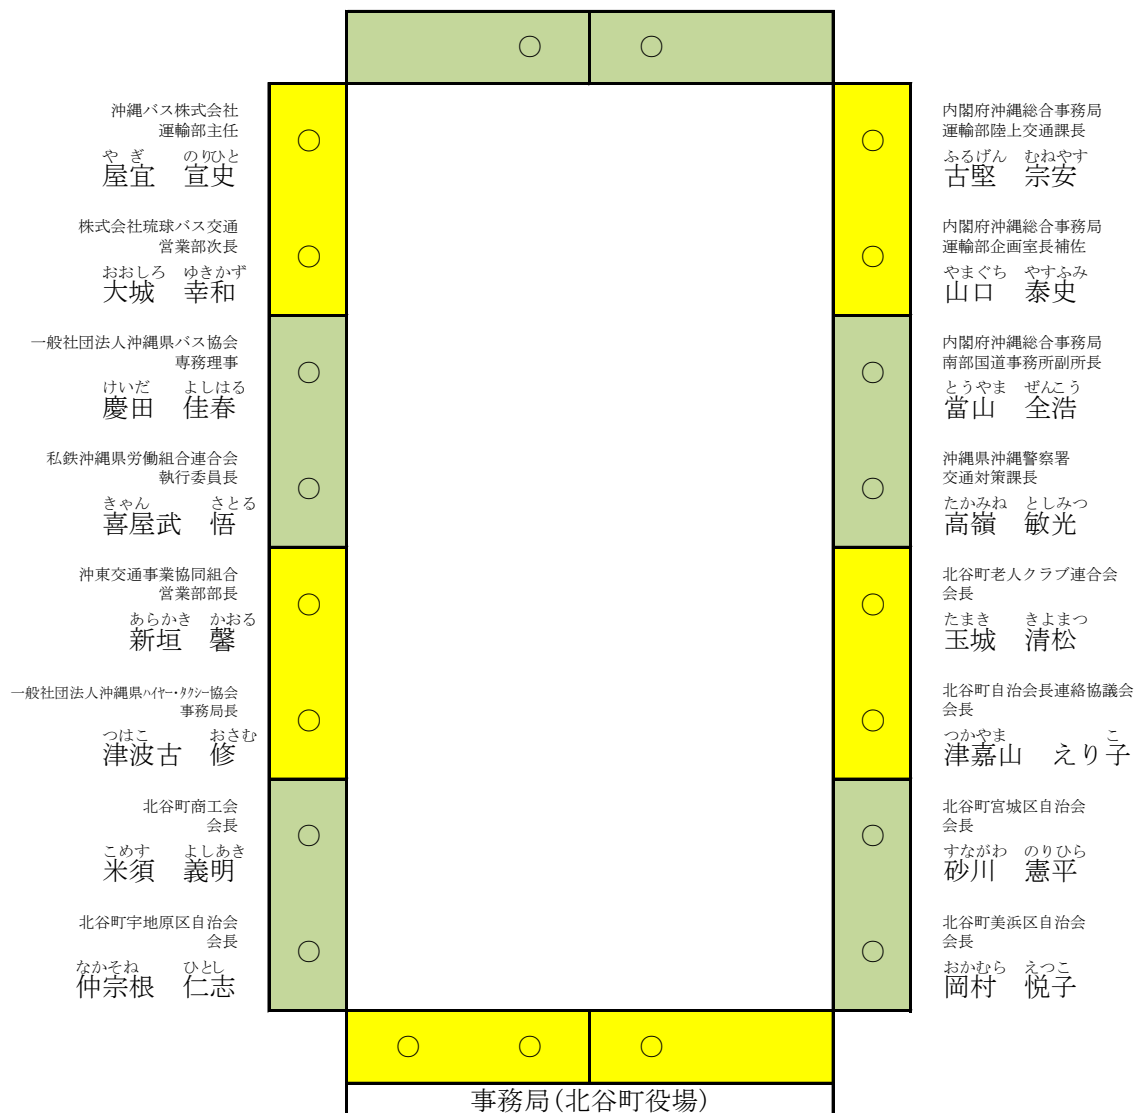 沖縄バス株式会社
運輸部主任
やぎ のりひと
屋宜 宣史
株式会社琉球バス交通
営業部次長
おおしろ ゆきかず
大城 幸和
一般社団法人沖縄県バス協会
専務理事
けいだ よしはる
慶田 佳春
私鉄沖縄県労働組合連合会
執行委員長
きゃん さとる
喜屋武 悟
沖東交通事業協同組合
営業部部長
あらかき かおる
新垣 馨
一般社団法人沖縄県ハイヤー・タクシー協会
事務局長
つはこ おさむ
津波古 修
北谷町商工会
会長
こめす よしあき
米須 義明
北谷町宇地原区自治会
会長
なかそね ひとし
仲宗根 仁志
内閣府沖縄総合事務局
運輸部陸上交通課長
ふるげん むねやす
古堅 宗安
内閣府沖縄総合事務局
運輸部企画室長補佐
やまぐち やすふみ
山口 泰史
内閣府沖縄総合事務局
南部国道事務所副所長
とうやま ぜんこう
當山 全浩
沖縄県沖縄警察署
交通対策課長
たかみね としみつ
高嶺 敏光
北谷町老人クラブ連合会
会長
たまき きよまつ
玉城 清松
北谷町自治会長連絡協議会
会長
つかやま こ
津嘉山 えり子
北谷町宮城区自治会
会長
すながわ のりひら
砂川 憲平
北谷町美浜区自治会
会長
おかむら えつこ
岡村 悦子
事務局(北谷町役場)